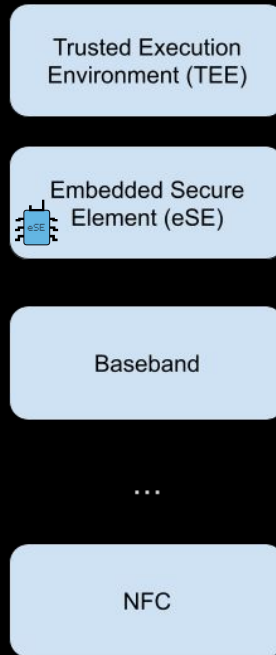 Trusted Execution
Environment (TEE)
Embedded Secure
Element (eSE)
eSE
Baseband
...
NFC